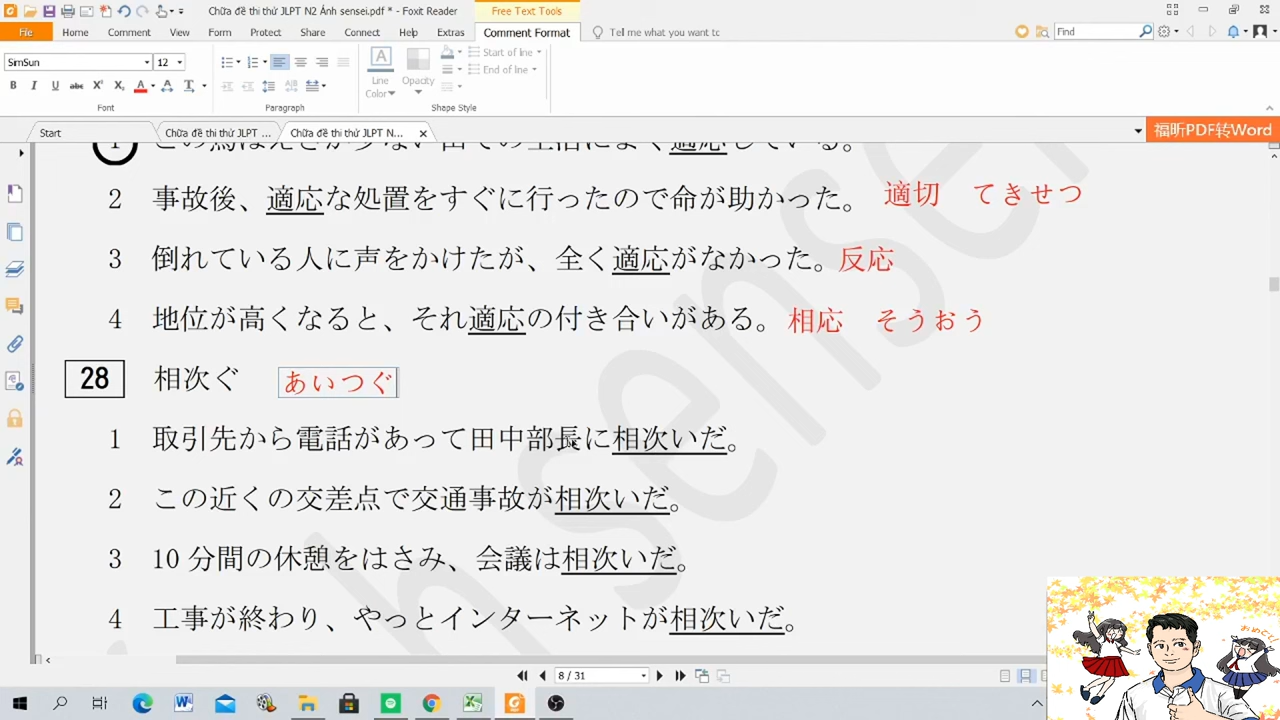 Chữa đề thi thử JLPT N2 Ánh sensei.pdf * - Foxit Reader
Free Text Tools
File Home Comment View Form Protect Share Connect Help Extras Comment Format Tell me what you want tc Find
SimSun 12 Start of line
End of line
Line Color Opacity
Font Paragraph Shape Style
Start Chữa đề thi thử JLPT ... Chữa đề thi thử JLPT N... 福昕PDF转Word
2 事故後、適応な処置をすぐに行ったので命が助かった。 適切 てきせつ
3 倒れている人に声をかけたが、全く適応がなかった。反応
4 地位が高くなると、それ適応の付き合いがある。 相応 そうおう
28 相次ぐ あいつぐ
1 取引先から電話があって田中部長に相次いだ。
2 この近くの交差点で交通事故が相次いだ。
3 10分間の休憩をはさみ、会議は相次いだ。
4 工事が終わり、やっとインターネットが相次いだ。
8 / 31